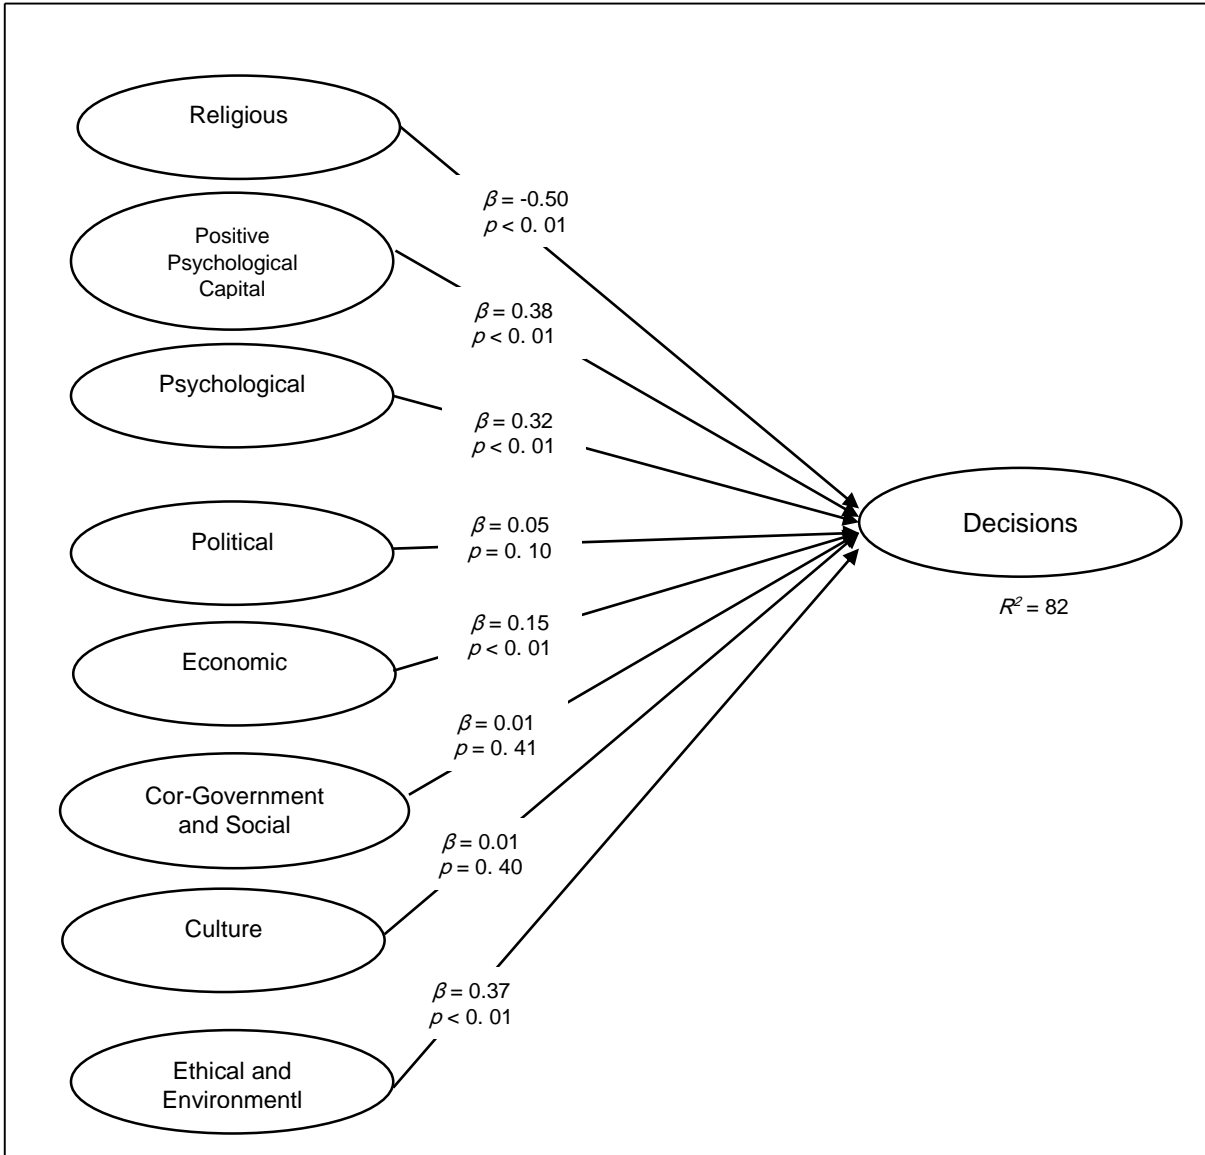 Religious
β = -0.50
p < 0. 01
Positive
Psychological
Capital
β = 0.38
p < 0. 01
Psychological
β = 0.32
p < 0. 01
Political
β = 0.05
p = 0. 10
Economic
β = 0.15
p < 0. 01
Cor-Government
and Social
β = 0.01
p = 0. 41
Culture
β = 0.01
p = 0. 40
Ethical and
Environmentl
β = 0.37
p < 0. 01
Decisions
R² = 82